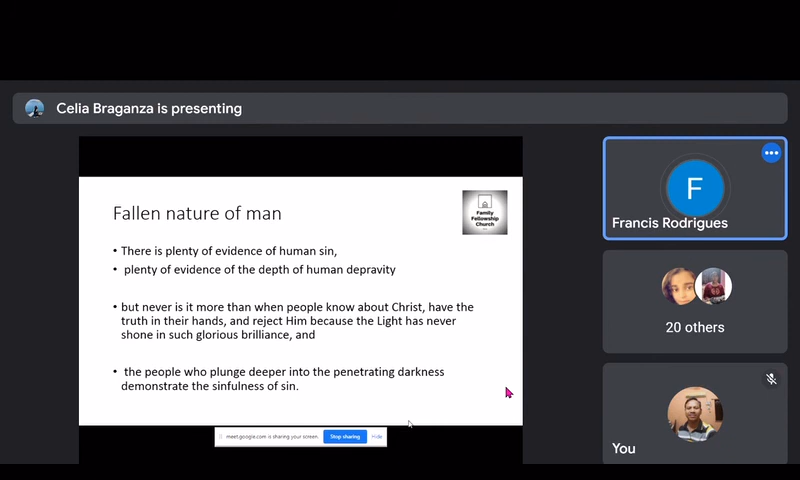 Celia Braganza is presenting
Fallen nature of man
Family
Fellowship
Church
• There is plenty of evidence of human sin,
• plenty of evidence of the depth of human depravity
• but never is it more than when people know about Christ, have the
truth in their hands, and reject Him because the Light has never
shone in such glorious brilliance, and
• the people who plunge deeper into the penetrating darkness
demonstrate the sinfulness of sin.
meet.google.com is sharing your screen.
Stop sharing
Hide
F
Francis Rodrigues
20 others
You